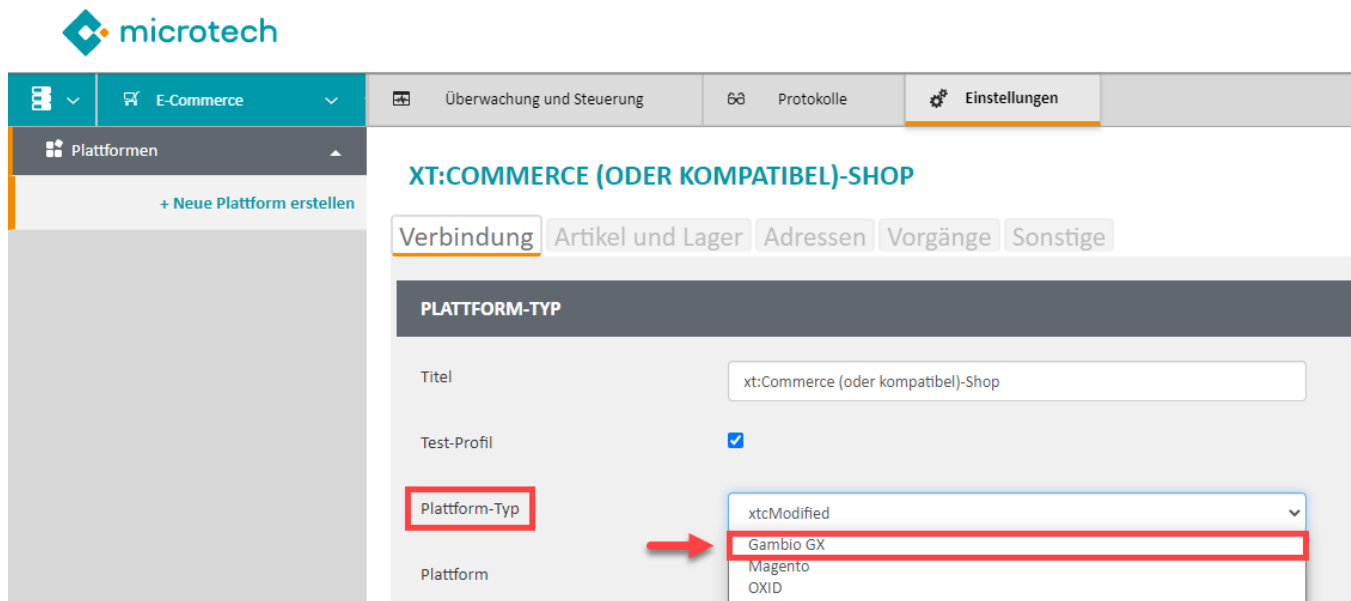 microtech
E-Commerce
Überwachung und Steuerung
Protokolle
Einstellungen
Plattformen
+ Neue Plattform erstellen
XT:COMMERCE (ODER KOMPATIBEL)-SHOP
Verbindung Artikel und Lager Adressen Vorgänge Sonstige
PLATTFORM-TYP
Titel
xt:Commerce (oder kompatibel)-Shop
Test-Profil
Plattform-Typ
xtcModified
Gambio GX
Magento
OXID
Plattform